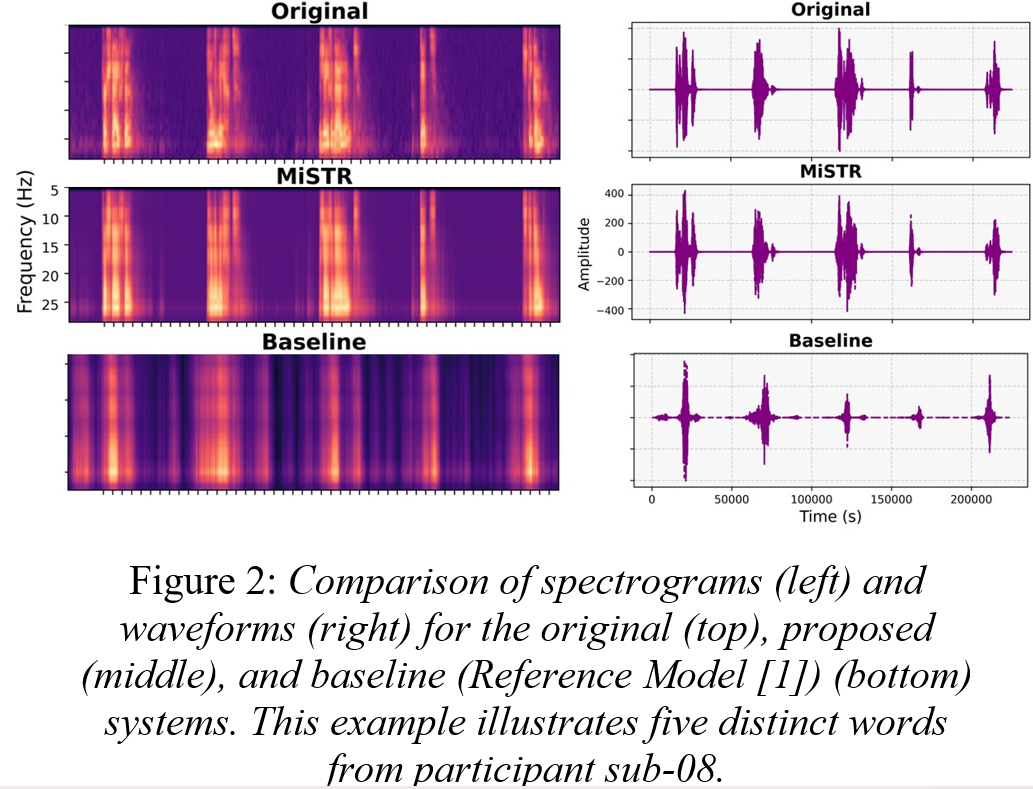 Original
Original
MiSTR
MiSTR
Frequency (Hz)
5
10
15
20
25
Amplitude
400
200
0
−200
−400
Baseline
Baseline
0
50000
100000
150000
200000
Time (s)
Figure 2: Comparison of spectrograms (left) and
waveforms (right) for the original (top), proposed
(middle), and baseline (Reference Model [1]) (bottom)
systems. This example illustrates five distinct words
from participant sub-08.